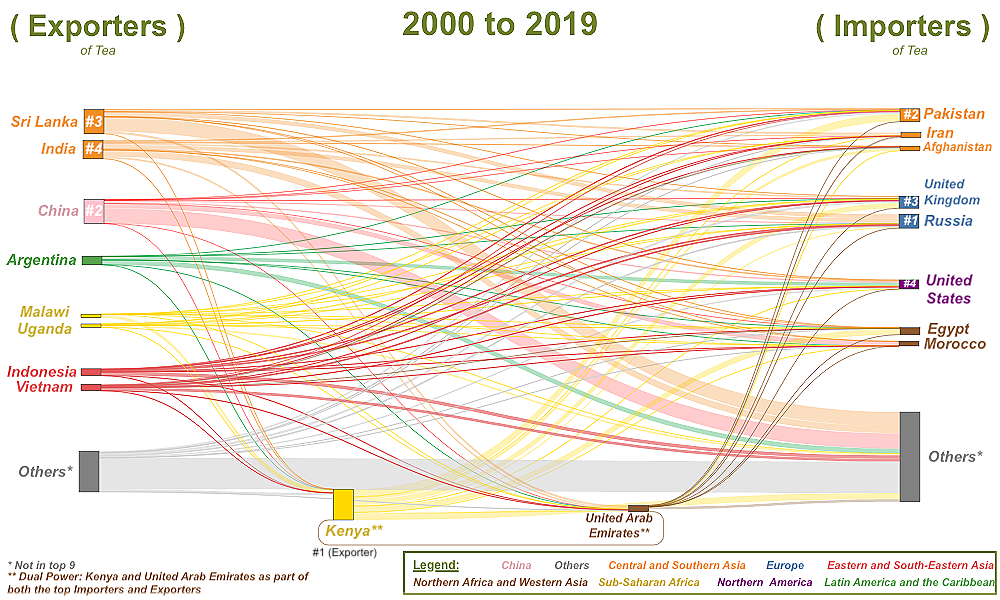 ( Exporters )
of Tea
2000 to 2019
( Importers )
of Tea
Sri Lanka
#3
India
#4
China
#2
Argentina
Malawi
Uganda
Indonesia
Vietnam
Others*
#2
Pakistan
Iran
Afghanistan
United
Kingdom
#3
#1
Russia
#4
United
States
Egypt
Morocco
Others*
Kenya**
#1 (Exporter)
United Arab
Emirates**
* Not in top 9
** Dual Power: Kenya and United Arab Emirates as part of
both the top Importers and Exporters
Legend: China Others Central and Southern Asia Europe Eastern and South-Eastern Asia
Northern Africa and Western Asia Sub-Saharan Africa Northern America Latin America and the Caribbean